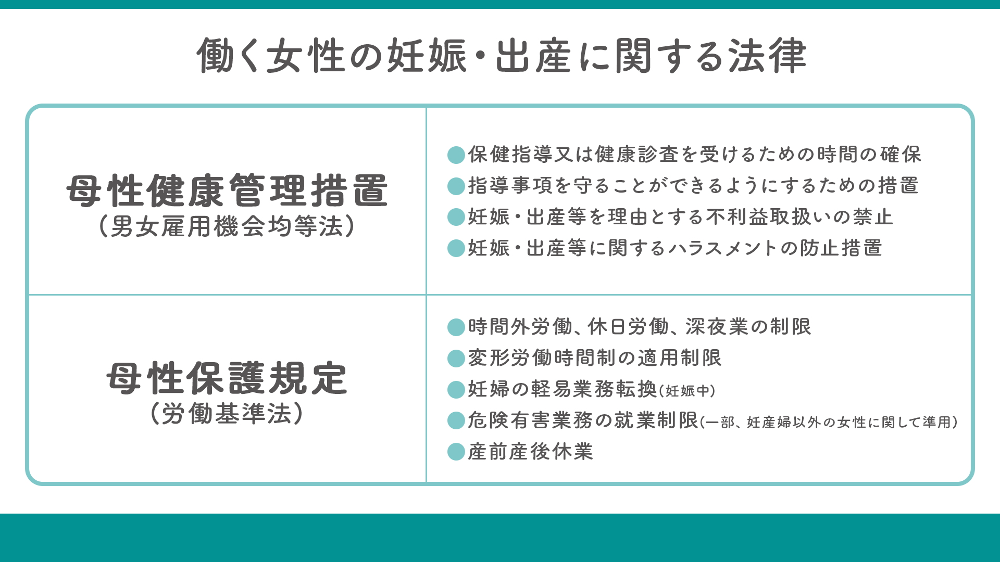 働く女性の妊娠・出産に関する法律
母性健康管理措置
（男女雇用機会均等法）
●保健指導又は健康診査を受けるための時間の確保
●指導事項を守ることができるようにするための措置
●妊娠・出産等を理由とする不利益取扱いの禁止
●妊娠・出産等に関するハラスメントの防止措置
母性保護規定
（労働基準法）
●時間外労働、休日労働、深夜業の制限
●変形労働時間制の適用制限
●妊婦の軽易業務転換（妊娠中）
●危険有害業務の就業制限（一部、妊産婦以外の女性に関して準用）
●産前産後休業